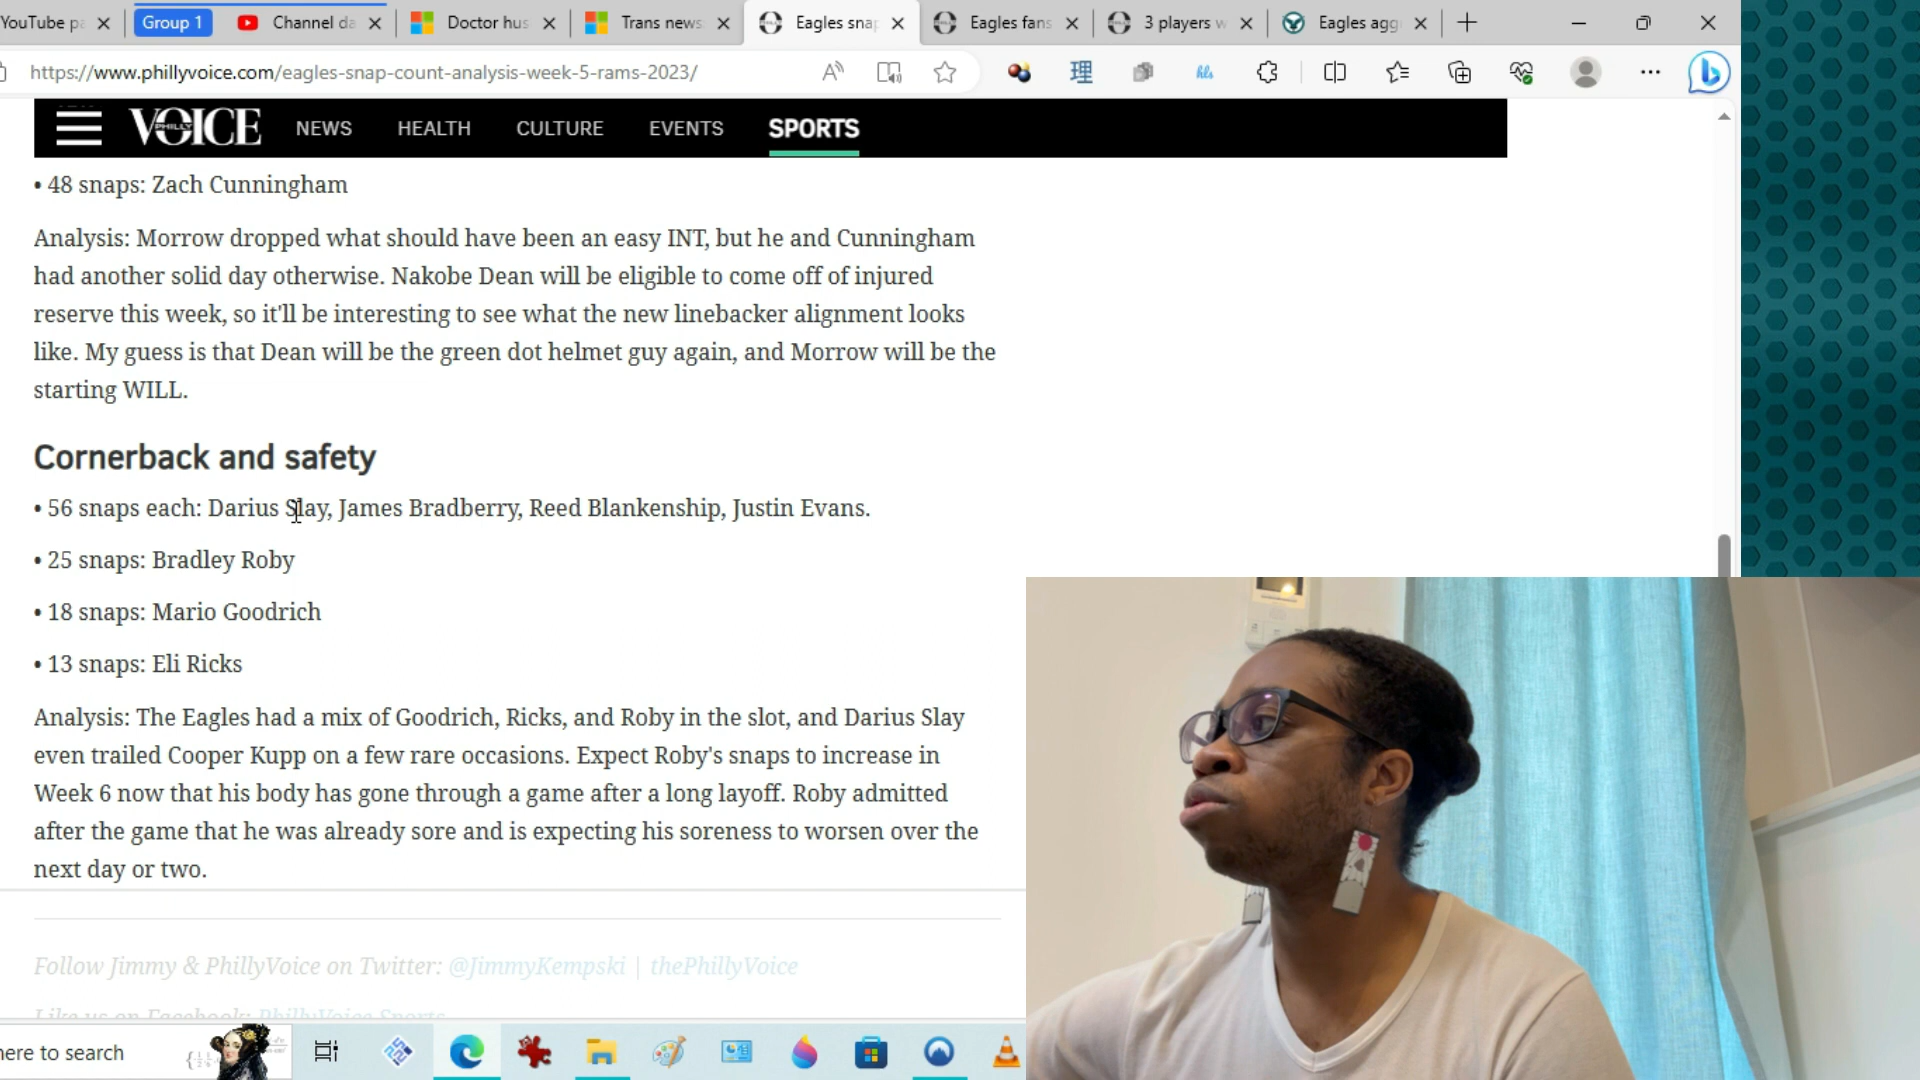 YouTube pa
Group 1
Channel da
Doctor hus
Trans news
Eagles snap
Eagles fans
3 players w
Eagles agg
https://www.phillyvoice.com/eagles-snap-count-analysis-week-5-rams-2023/
PHILLY VOICE NEWS HEALTH CULTURE EVENTS SPORTS
• 48 snaps: Zach Cunningham
Analysis: Morrow dropped what should have been an easy INT, but he and Cunningham
had another solid day otherwise. Nakobe Dean will be eligible to come off of injured
reserve this week, so it'll be interesting to see what the new linebacker alignment looks
like. My guess is that Dean will be the green dot helmet guy again, and Morrow will be the
starting WILL.
Cornerback and safety
• 56 snaps each: Darius Slay, James Bradberry, Reed Blankenship, Justin Evans.
• 25 snaps: Bradley Roby
• 18 snaps: Mario Goodrich
• 13 snaps: Eli Ricks
Analysis: The Eagles had a mix of Goodrich, Ricks, and Roby in the slot, and Darius Slay
even trailed Cooper Kupp on a few rare occasions. Expect Roby's snaps to increase in
Week 6 now that his body has gone through a game after a long layoff. Roby admitted
after the game that he was already sore and is expecting his soreness to worsen over the
next day or two.
Follow Jimmy & PhillyVoice on Twitter: @JimmyKempski | thePhillyVoice
Like us on Facebook: PhillyVoice Sports
here to search